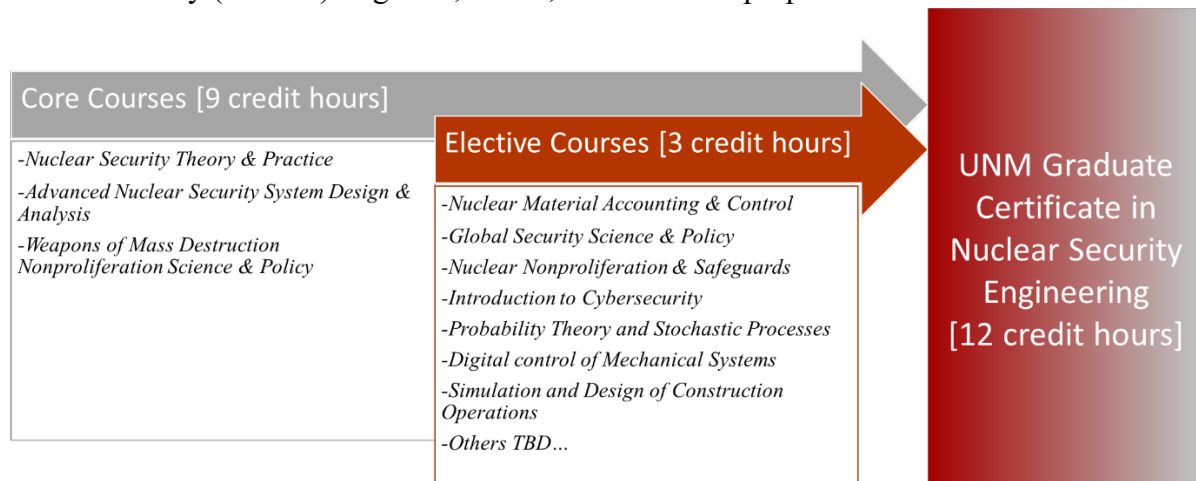 Core Courses [9 credit hours]
-Nuclear Security Theory & Practice
-Advanced Nuclear Security System Design &
Analysis
-Weapons of Mass Destruction
Nonproliferation Science & Policy
Elective Courses [3 credit hours]
-Nuclear Material Accounting & Control
-Global Security Science & Policy
-Nuclear Nonproliferation & Safeguards
-Introduction to Cybersecurity
-Probability Theory and Stochastic Processes
-Digital control of Mechanical Systems
-Simulation and Design of Construction
Operations
-Others TBD…
UNM Graduate
Certificate in
Nuclear Security
Engineering
[12 credit hours]